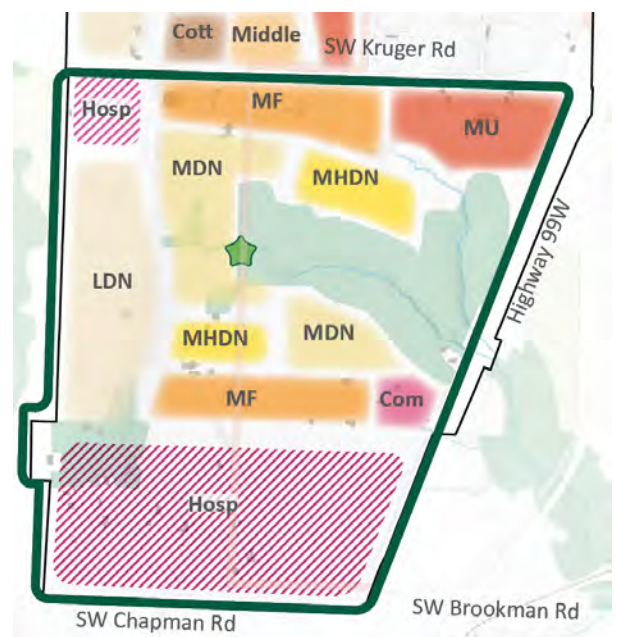 Cott
Middle
SW Kruger Rd
Hosp
MF
MU
MDN
MHDN
LDN
Highway 99W
MHDN
MDN
MF
Com
Hosp
SW Chapman Rd
SW Brookman Rd